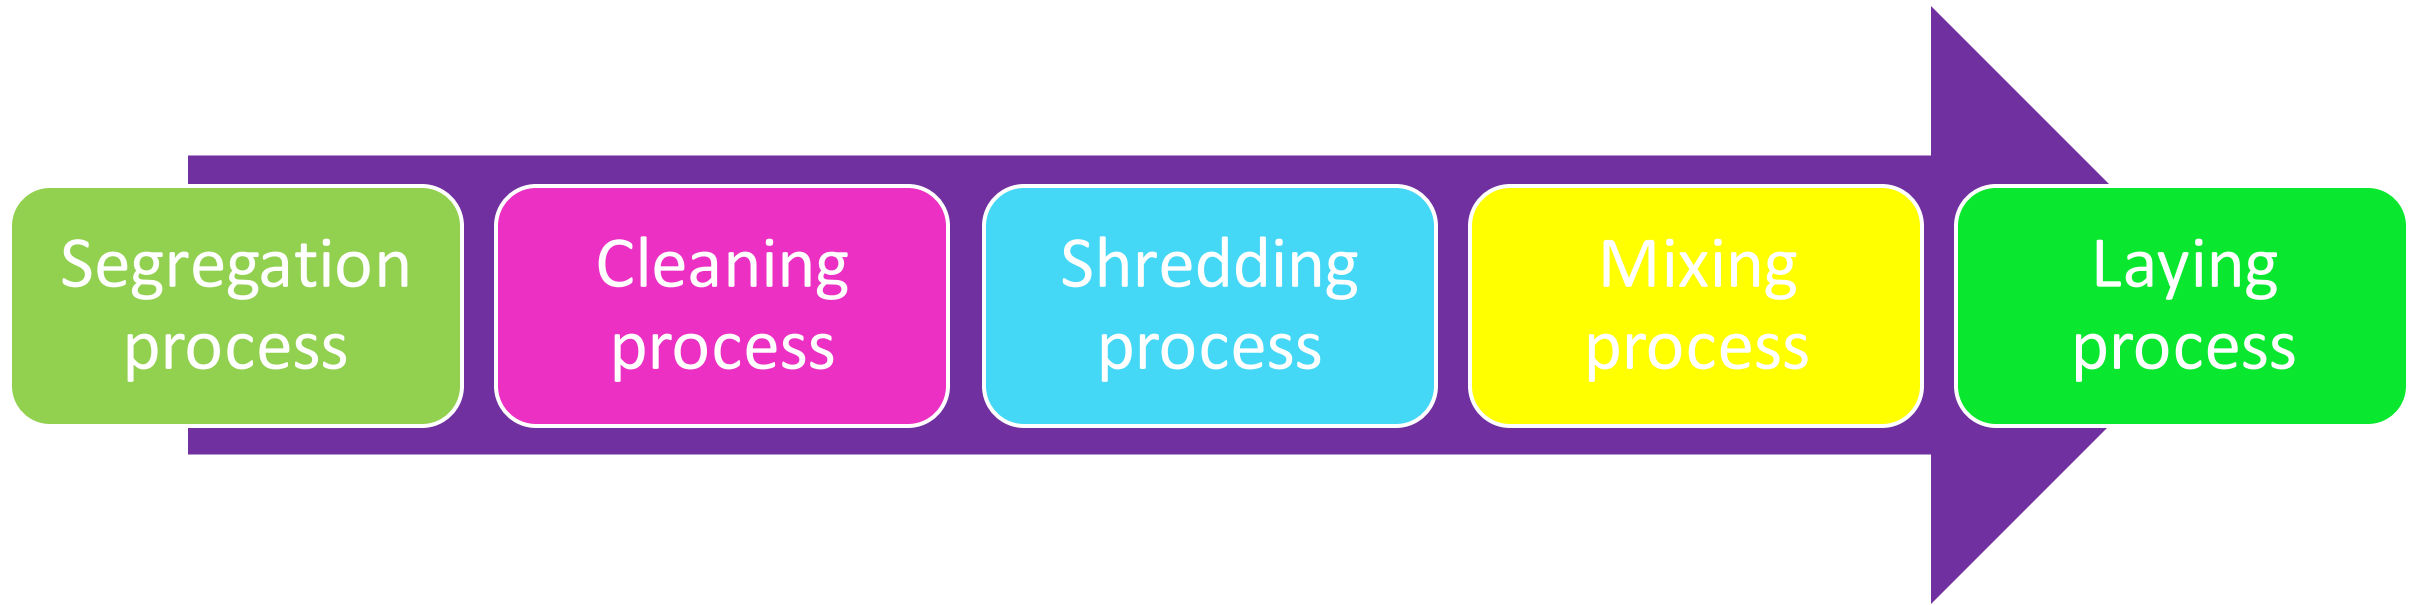 Segregation
process
Cleaning
process
Shredding
process
Mixing
process
Laying
process